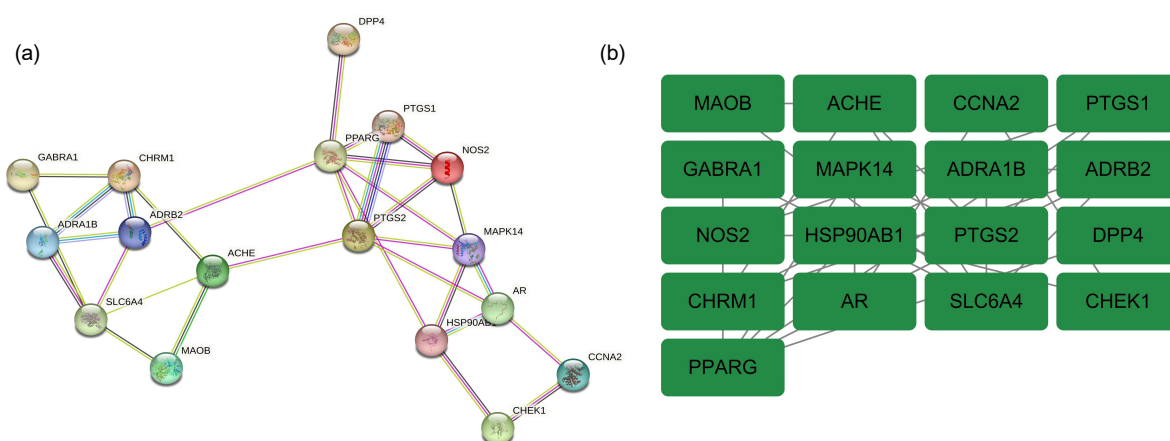 (a)
DPP4
PTGS1
PPARG
NOS2
GABRA1
CHRM1
ADRA1B
ADRB2
PTGS2
ACHE
MAPK14
SLC6A4
AR
HSP90AB1
MAOB
CCNA2
CHEK1
(b)
MAOB ACHE CCNA2 PTGS1
GABRA1 MAPK14 ADRA1B ADRB2
NOS2 HSP90AB1 PTGS2 DPP4
CHRM1 AR SLC6A4 CHEK1
PPARG